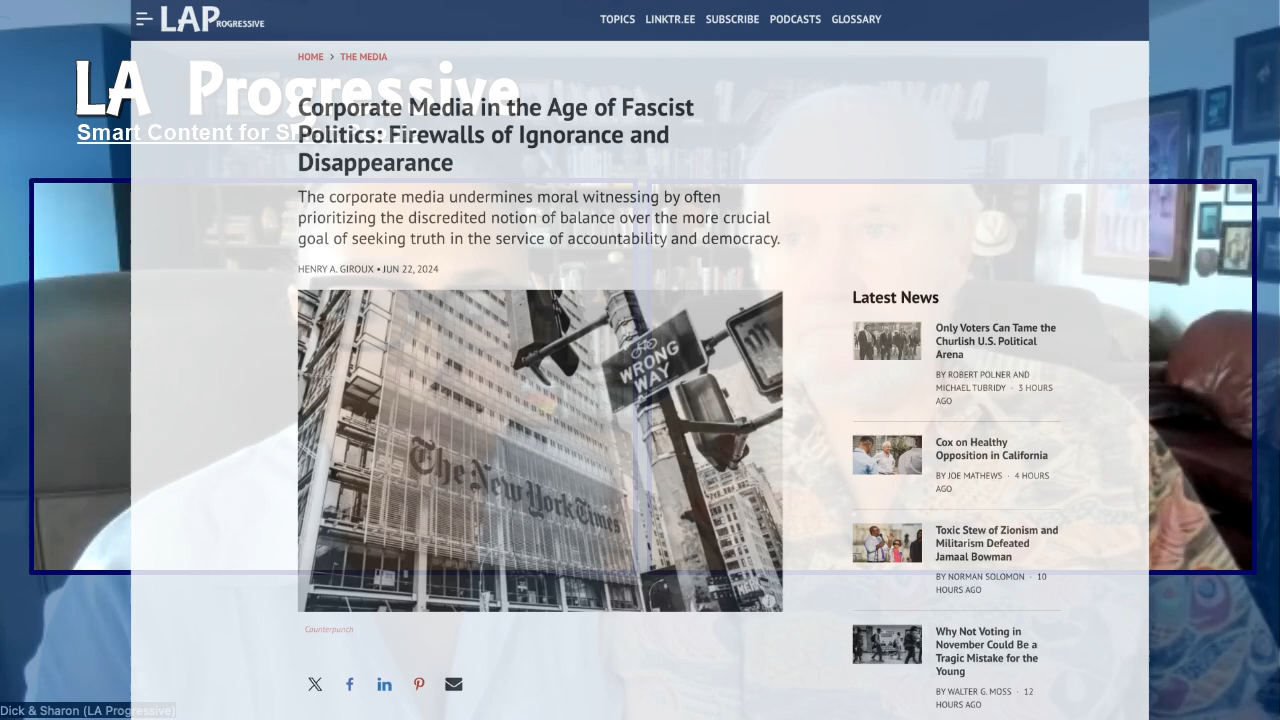 LAPROGRESSIVE
TOPICS LINKTR.EE SUBSCRIBE PODCASTS GLOSSARY
HOME > THE MEDIA
LA Progressive
Smart Content for S
Corporate Media in the Age of Fascist
Politics: Firewalls of Ignorance and
Disappearance
The corporate media undermines moral witnessing by often
prioritizing the discredited notion of balance over the more crucial
goal of seeking truth in the service of accountability and democracy.
HENRY A. GIROUX • JUN 22, 2024
WRONG
WAY
The New York Times
Counterpunch
Latest News
Only Voters Can Tame the
Churlish U.S. Political
Arena
BY ROBERT POLNER AND
MICHAEL TUBRIDY · 3 HOURS
AGO
Cox on Healthy
Opposition in California
BY JOE MATHEWS · 4 HOURS
AGO
Toxic Stew of Zionism and
Militarism Defeated
Jamaal Bowman
BY NORMAN SOLOMON · 10
HOURS AGO
Why Not Voting in
November Could Be a
Tragic Mistake for the
Young
BY WALTER G. MOSS · 12
HOURS AGO
Dick & Sharon (LA Progressive)